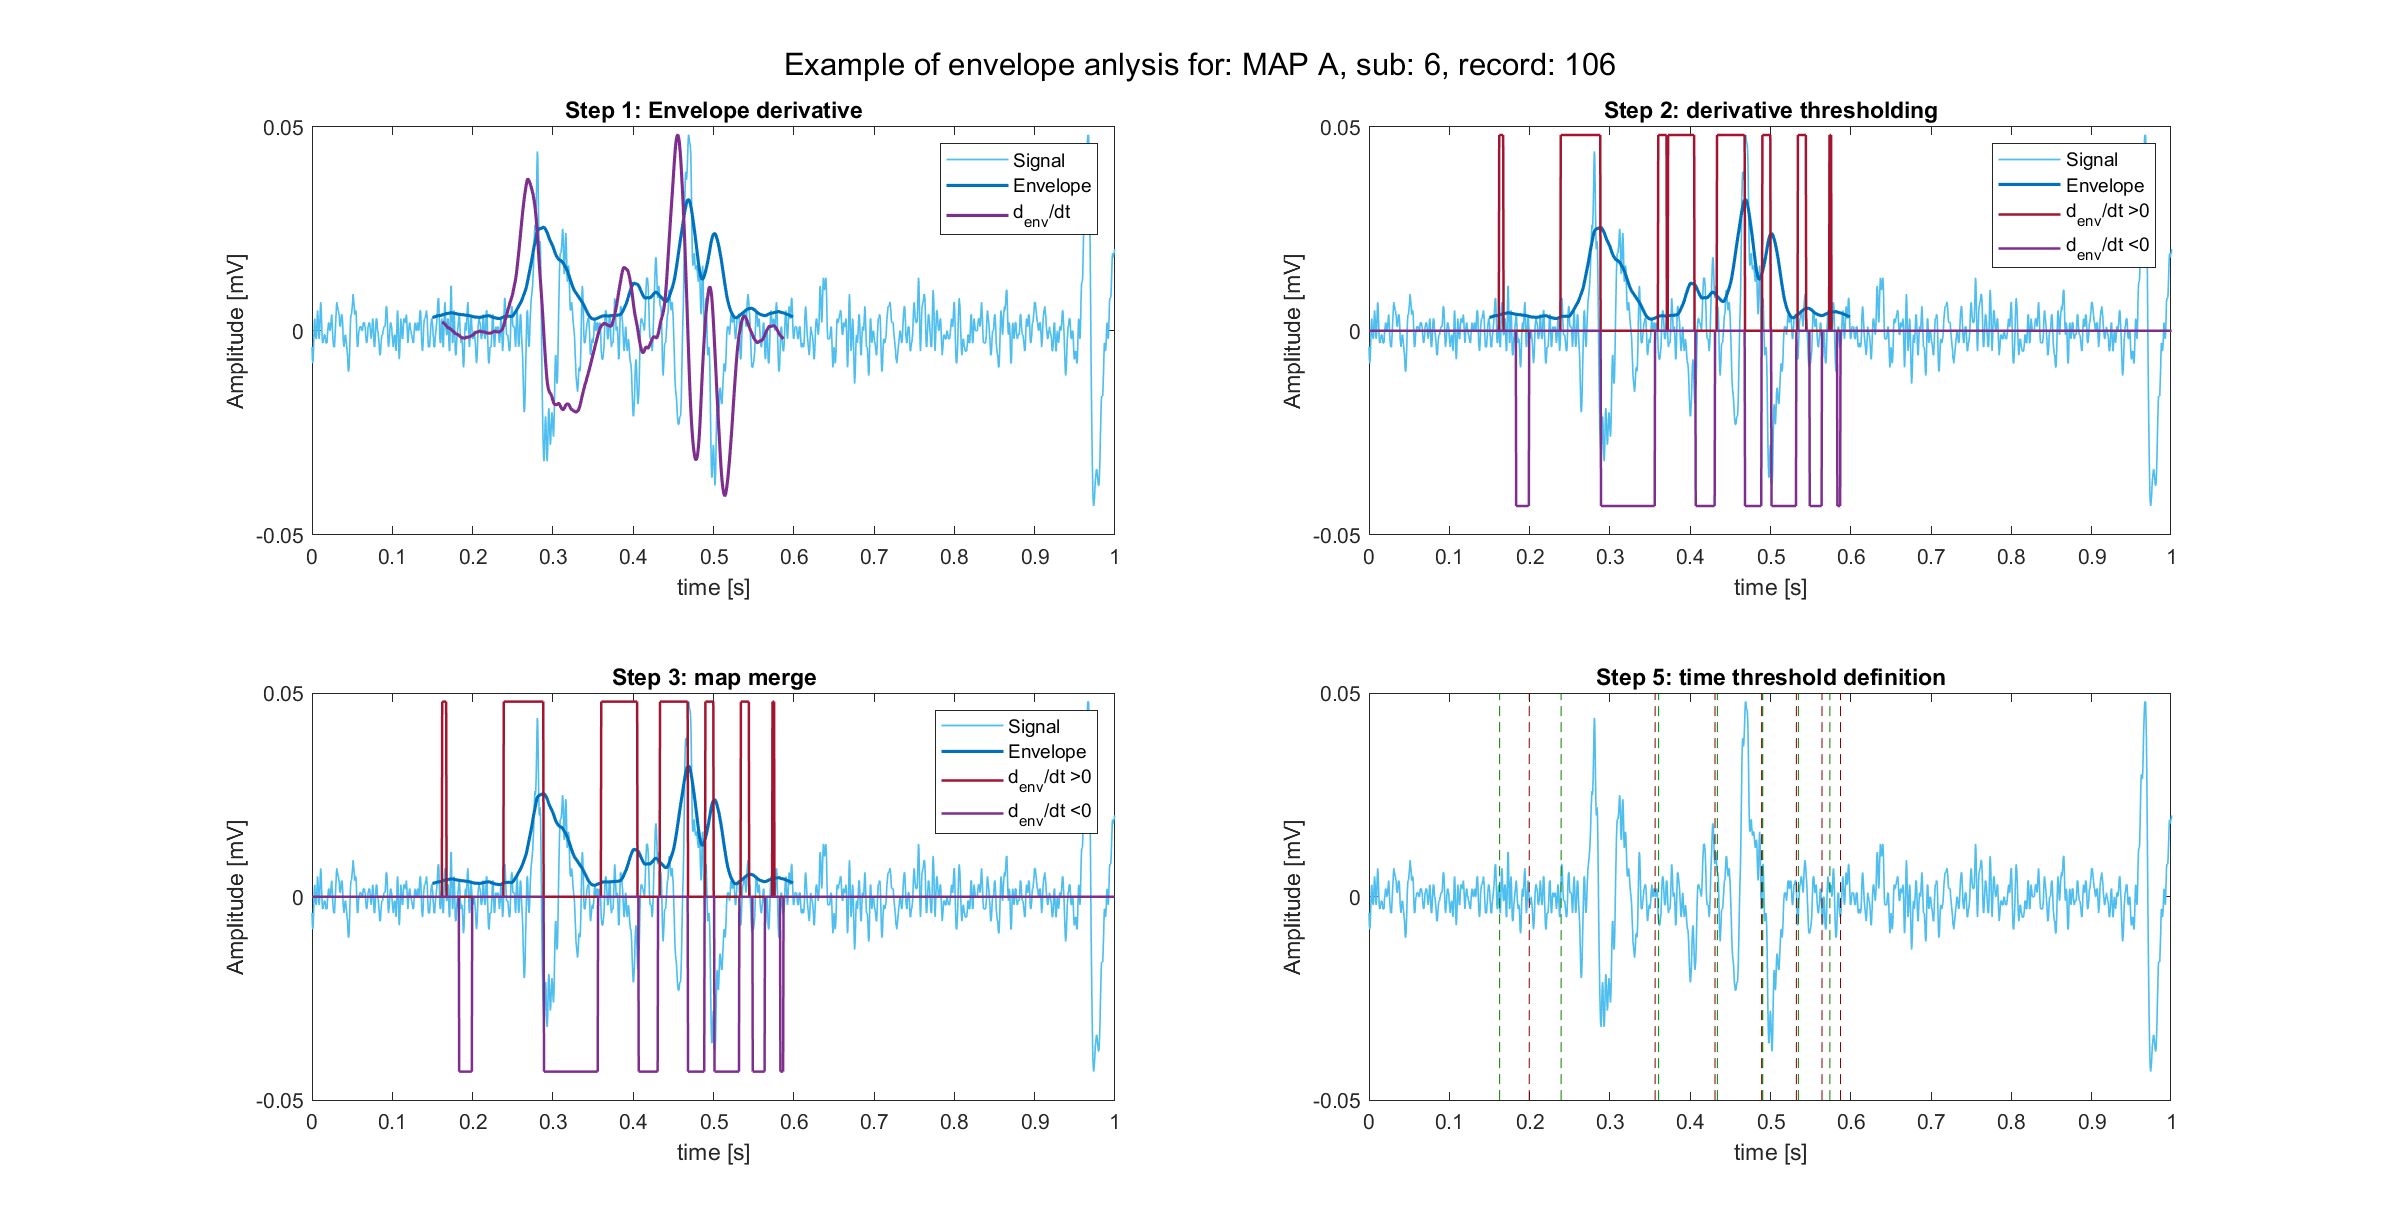 Example of envelope anlysis for: MAP A, sub: 6, record: 106
Step 1: Envelope derivative
0.05
0
-0.05
Amplitude [mV]
0 0.1 0.2 0.3 0.4 0.5 0.6 0.7 0.8 0.9 1
time [s]
Signal
Envelope
d_env/dt
Step 2: derivative thresholding
0.05
0
-0.05
Amplitude [mV]
0 0.1 0.2 0.3 0.4 0.5 0.6 0.7 0.8 0.9 1
time [s]
Signal
Envelope
d_env/dt >0
d_env/dt <0
Step 3: map merge
0.05
0
-0.05
Amplitude [mV]
0 0.1 0.2 0.3 0.4 0.5 0.6 0.7 0.8 0.9 1
time [s]
Signal
Envelope
d_env/dt >0
d_env/dt <0
Step 5: time threshold definition
0.05
0
-0.05
Amplitude [mV]
0 0.1 0.2 0.3 0.4 0.5 0.6 0.7 0.8 0.9 1
time [s]